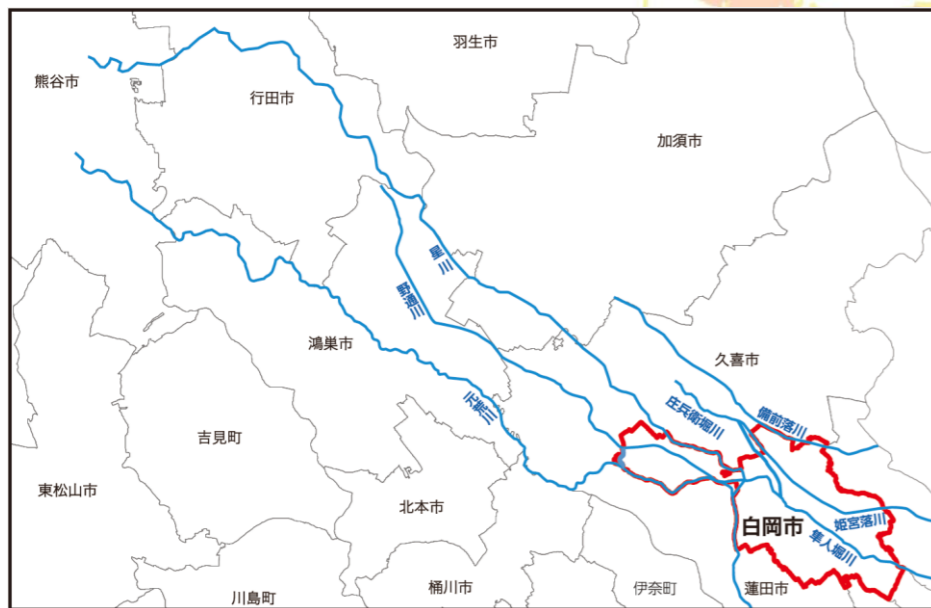 羽生市
熊谷市
行田市
加須市
星川
野通川
鴻巣市
久喜市
元荒川
庄兵衛堀川
備前落川
吉見町
東松山市
北本市
白岡市
姫宮落川
隼人堀川
川島町
桶川市
伊奈町
蓮田市